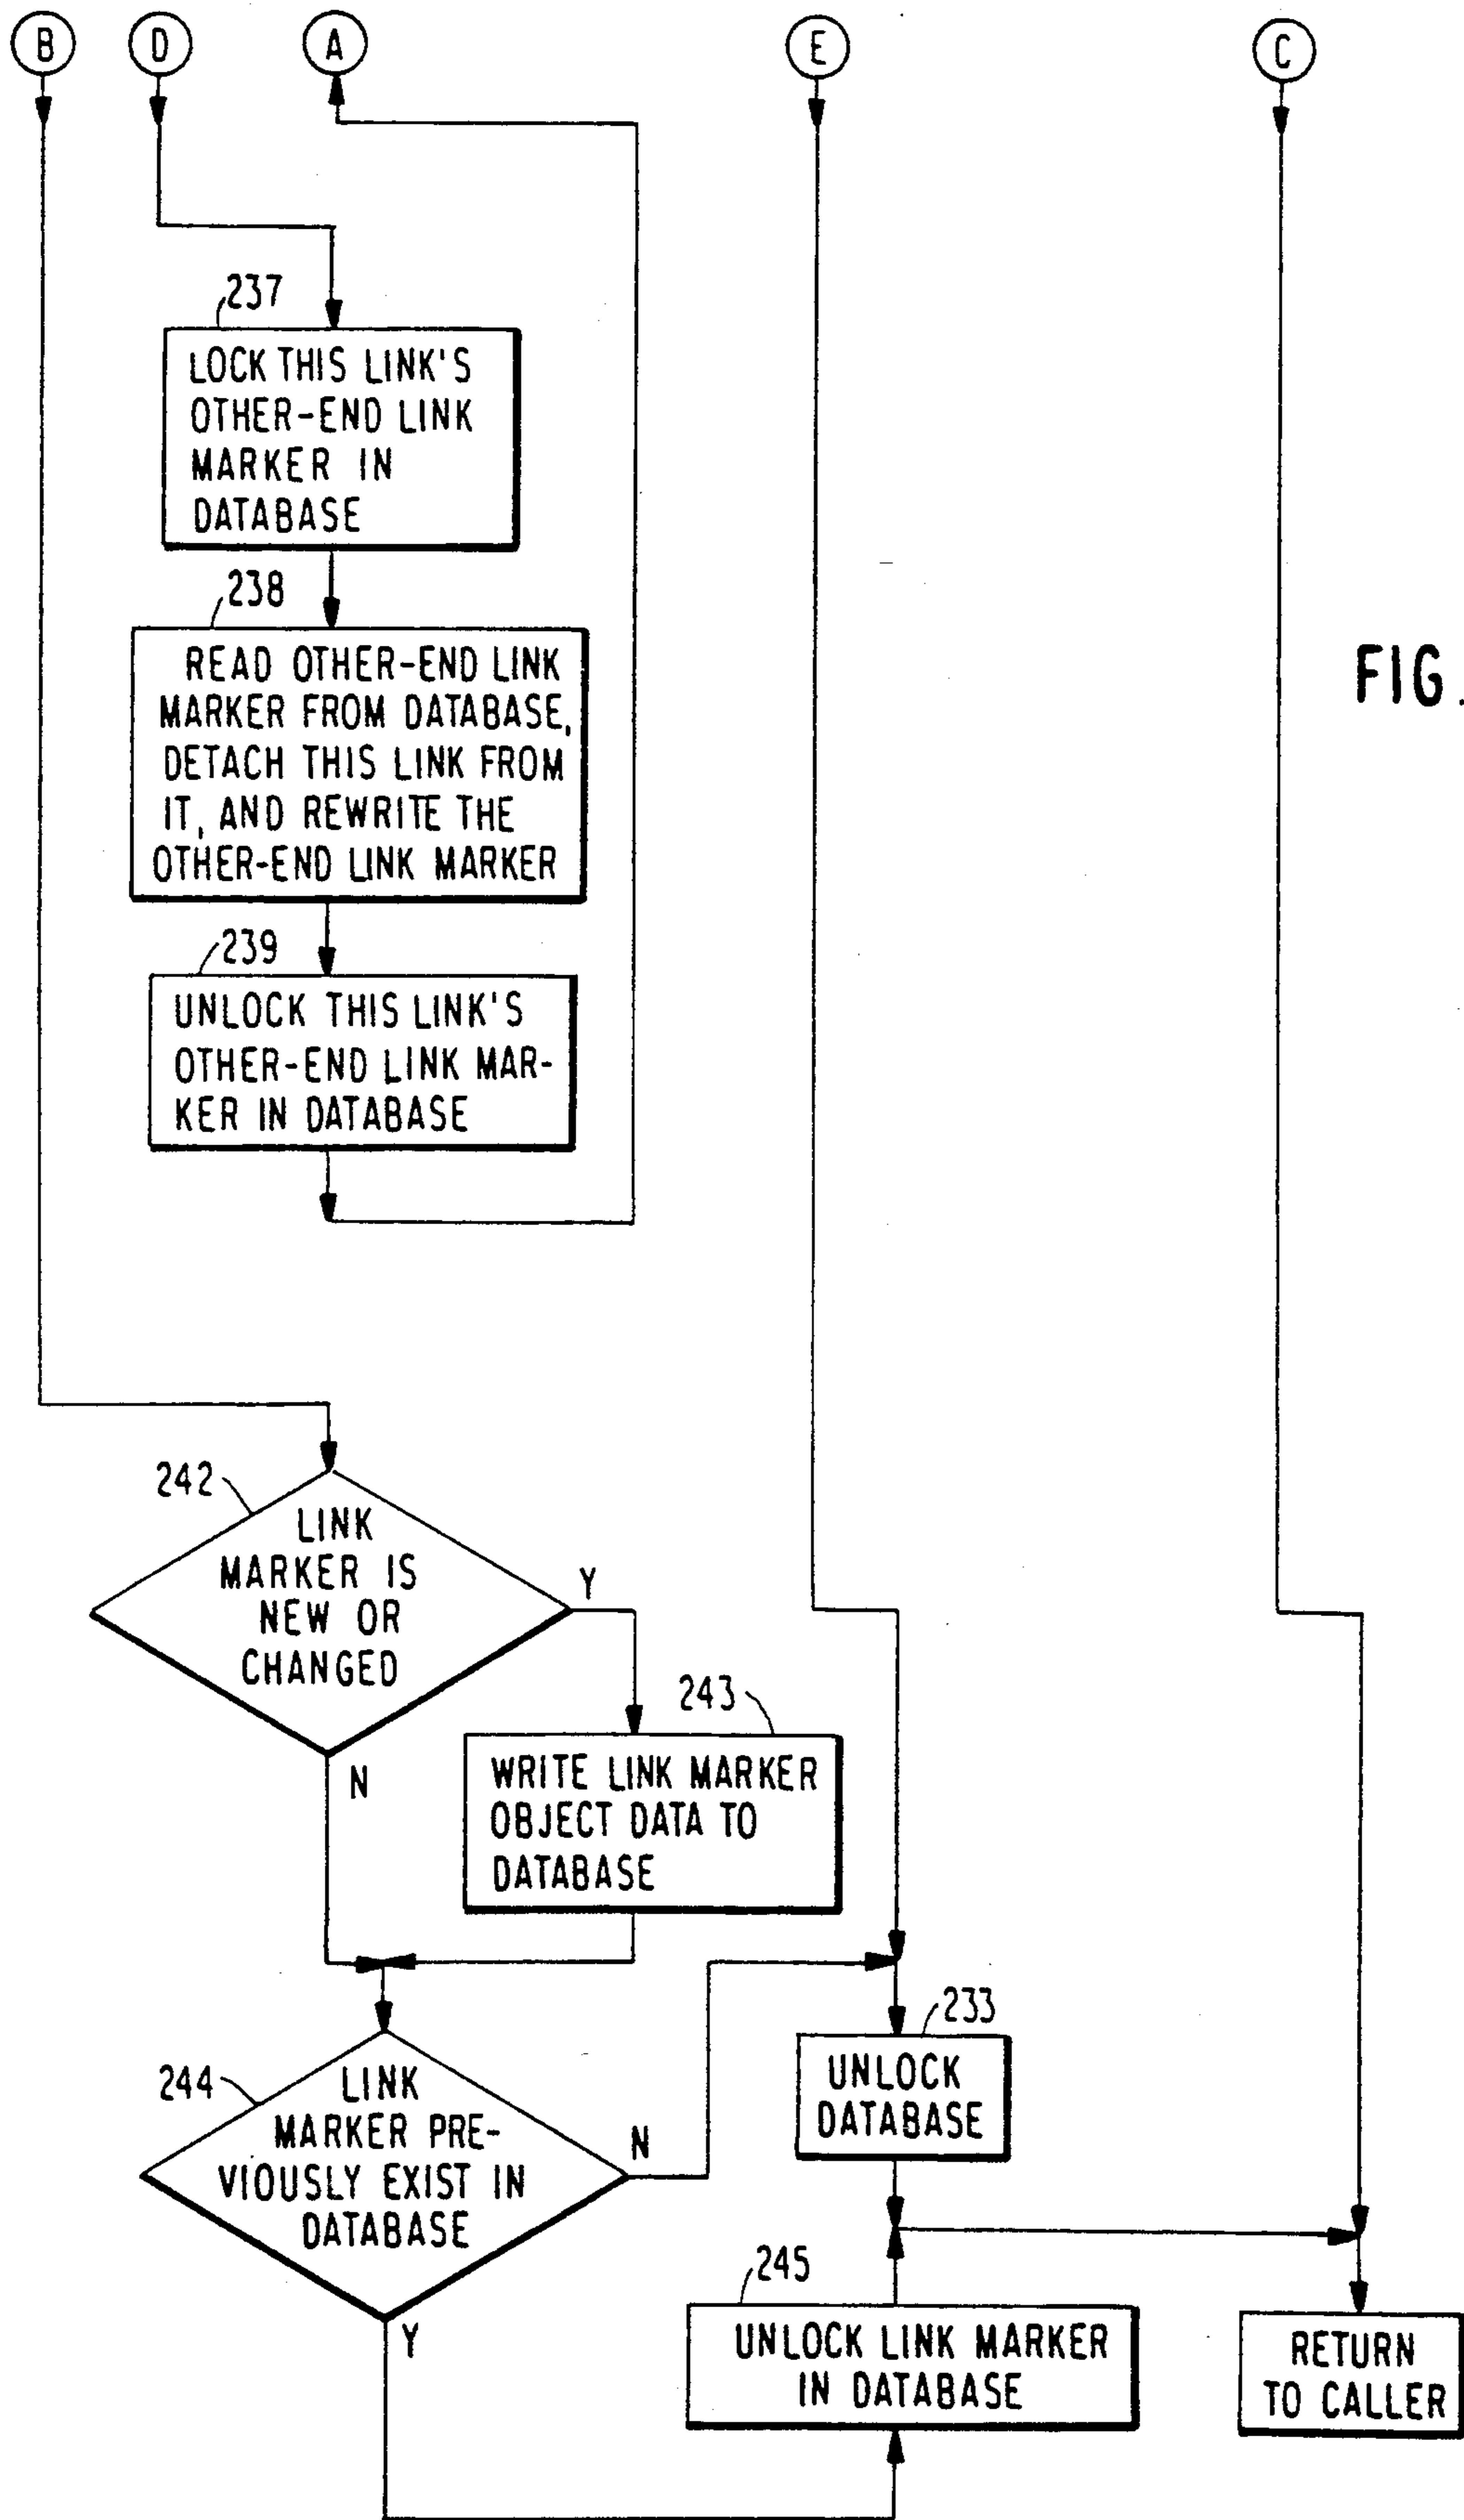 B D A E C
237
LOCK THIS LINK'S
OTHER-END LINK
MARKER IN
DATABASE
238
READ OTHER-END LINK
MARKER FROM DATABASE,
DETACH THIS LINK FROM
IT, AND REWRITE THE
OTHER-END LINK MARKER
FIG.
239
UNLOCK THIS LINK'S
OTHER-END LINK MAR-
KER IN DATABASE
242
LINK
MARKER IS
NEW OR
CHANGED
Y
N
243
WRITE LINK MARKER
OBJECT DATA TO
DATABASE
244
LINK
MARKER PRE-
VIOUSLY EXIST IN
DATABASE
N
Y
233
UNLOCK
DATABASE
245
UNLOCK LINK MARKER
IN DATABASE
RETURN
TO CALLER